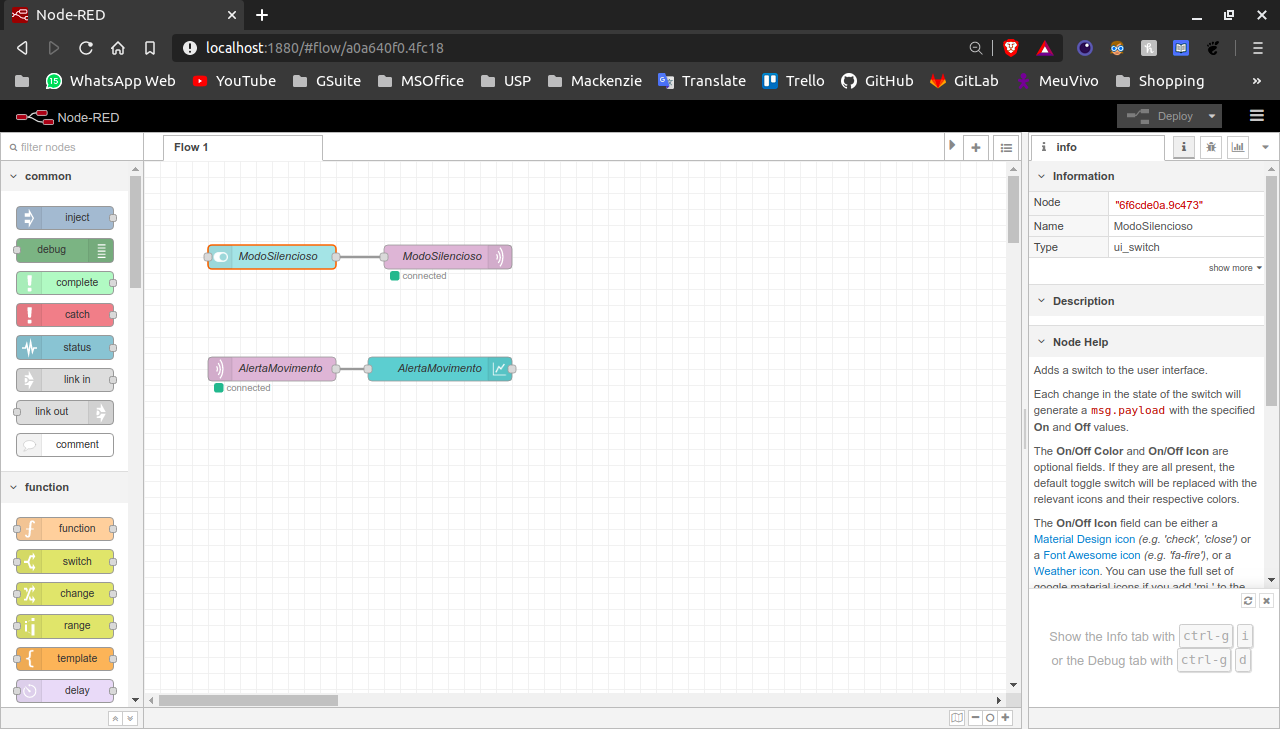 Node-RED
localhost:1880/#flow/a0a640f0.4fc18
15 WhatsApp Web YouTube GSuite MSOffice USP Mackenzie Translate Trello GitHub GitLab MeuVivo Shopping »
Node-RED Deploy
filter nodes
common
inject
debug
complete
catch
status
link in
link out
comment
function
function
switch
change
range
template
delay
Flow 1
ModoSilencioso ModoSilencioso
connected
AlertaMovimento AlertaMovimento
connected
info
Information
Node "6f6cde0a.9c473"
Name ModoSilencioso
Type ui_switch
show more
Description
Node Help
Adds a switch to the user interface.
Each change in the state of the switch will
generate a msg.payload with the specified
On and Off values.
The On/Off Color and On/Off Icon are
optional fields. If they are all present, the
default toggle switch will be replaced with the
relevant icons and their respective colors.
The On/Off Icon field can be either a
Material Design icon (e.g. 'check', 'close') or
a Font Awesome icon (e.g. 'fa-fire'), or a
Weather icon. You can use the full set of
google material icons if you add 'mi-' to the
Show the Info tab with ctrl-g i
or the Debug tab with ctrl-g d